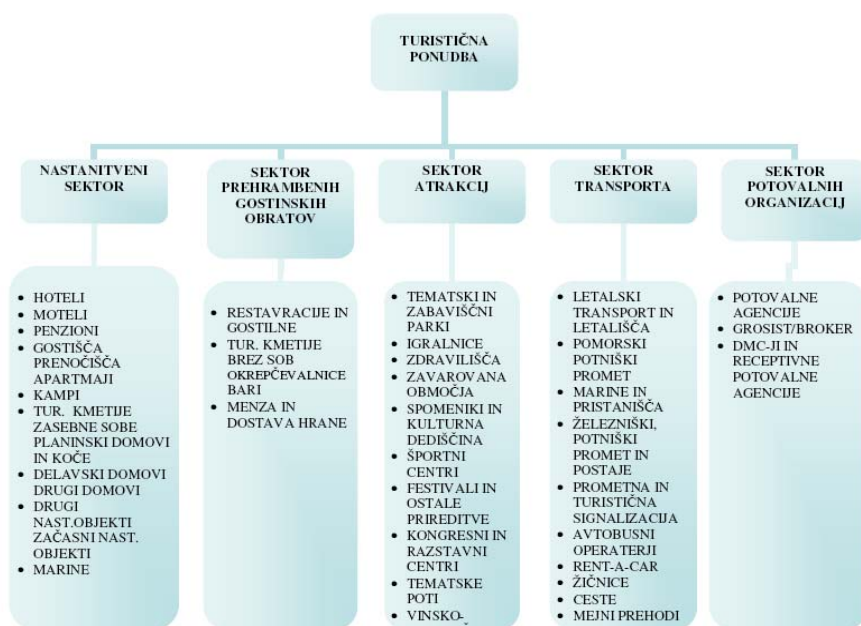 TURISTIČNA
PONUDBA
NASTANITVENI
SEKTOR
SEKTOR
PREHRAMBENIH
GOSTINSKIH
OBRATOV
SEKTOR
ATRAKCIJ
SEKTOR
TRANSPORTA
SEKTOR
POTOVALNIH
ORGANIZACIJ
• HOTELI
• MOTELI
• PENZIONI
• GOSTIŠČA
PRENOČIŠČA
APARTMAJI
• KAMPI
• TUR. KMETIJE
ZASEBNE SOBE
PLANINSKI DOMOVI
IN KOČE
• DELAVSKI DOMOVI
DRUGI DOMOVI
• DRUGI
NAST.OBJEKTI
ZAČASNI NAST.
OBJEKTI
• MARINE
• RESTAVRACIJE IN
GOSTILNE
• TUR. KMETIJE
BREZ SOB
OKREPČEVALNICE
BARI
• MENZA IN
DOSTAVA HRANE
• TEMATSKI IN
ZABAVIŠČNI
PARKI
• IGRALNICE
• ZDRAVILIŠČA
• ZAVAROVANA
OBMOČJA
• SPOMENIKI IN
KULTURNA
DEDIŠČINA
• ŠPORTNI
CENTRI
• FESTIVALI IN
OSTALE
PRIREDITVE
• KONGRESNI IN
RAZSTAVNI
CENTRI
• TEMATSKE
POTI
• VINSKO-
• LETALSKI
TRANSPORT IN
LETALIŠČA
• POMORSKI
POTNIŠKI
PROMET
• MARINE IN
PRISTANIŠČA
• ŽELEZNIŠKI,
POTNIŠKI
PROMET IN
POSTAJE
• PROMETNA IN
TURISTIČNA
SIGNALIZACIJA
• AVTOBUSNI
OPERATERJI
• RENT-A-CAR
• ŽIČNICE
• CESTE
• MEJNI PREHODI
• POTOVALNE
AGENCIJE
• GROSIST/BROKER
• DMC-JI IN
RECEPTIVNE
POTOVALNE
AGENCIJE